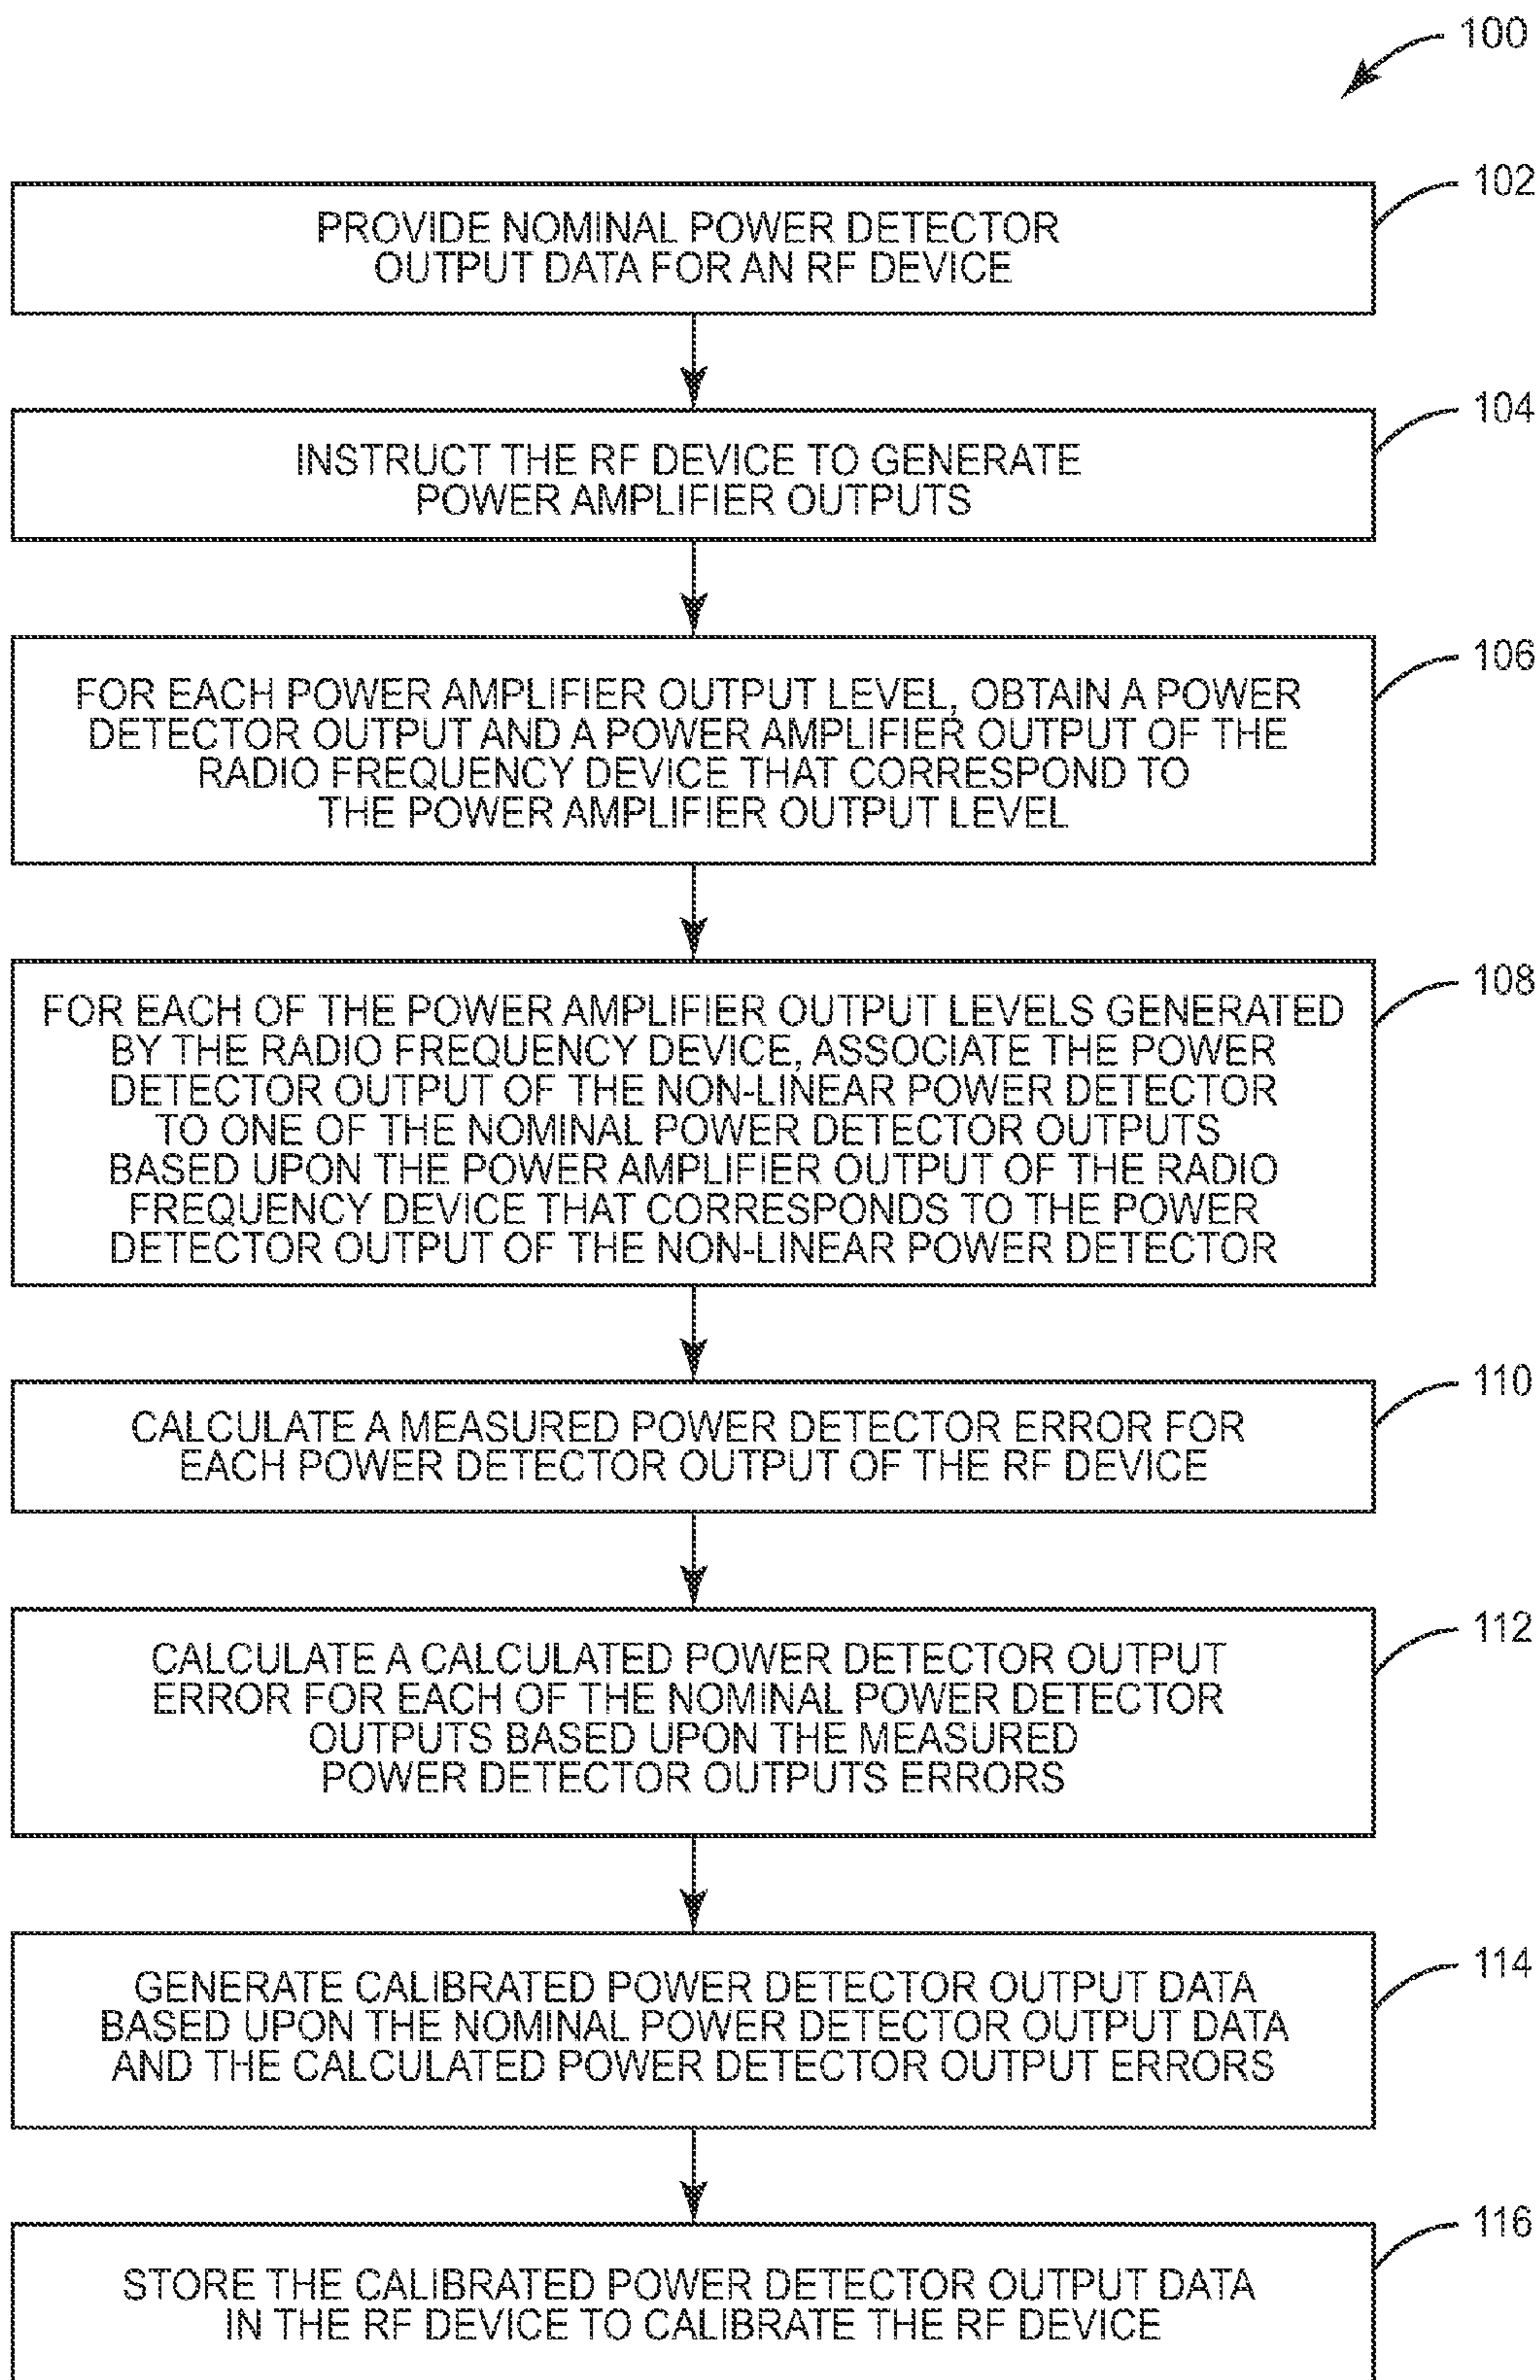 100
102
PROVIDE NOMINAL POWER DETECTOR
OUTPUT DATA FOR AN RF DEVICE
104
INSTRUCT THE RF DEVICE TO GENERATE
POWER AMPLIFIER OUTPUTS
106
FOR EACH POWER AMPLIFIER OUTPUT LEVEL, OBTAIN A POWER
DETECTOR OUTPUT AND A POWER AMPLIFIER OUTPUT OF THE
RADIO FREQUENCY DEVICE THAT CORRESPOND TO
THE POWER AMPLIFIER OUTPUT LEVEL
108
FOR EACH OF THE POWER AMPLIFIER OUTPUT LEVELS GENERATED
BY THE RADIO FREQUENCY DEVICE, ASSOCIATE THE POWER
DETECTOR OUTPUT OF THE NON-LINEAR POWER DETECTOR
TO ONE OF THE NOMINAL POWER DETECTOR OUTPUTS
BASED UPON THE POWER AMPLIFIER OUTPUT OF THE RADIO
FREQUENCY DEVICE THAT CORRESPONDS TO THE POWER
DETECTOR OUTPUT OF THE NON-LINEAR POWER DETECTOR
110
CALCULATE A MEASURED POWER DETECTOR ERROR FOR
EACH POWER DETECTOR OUTPUT OF THE RF DEVICE
112
CALCULATE A CALCULATED POWER DETECTOR OUTPUT
ERROR FOR EACH OF THE NOMINAL POWER DETECTOR
OUTPUTS BASED UPON THE MEASURED
POWER DETECTOR OUTPUTS ERRORS
114
GENERATE CALIBRATED POWER DETECTOR OUTPUT DATA
BASED UPON THE NOMINAL POWER DETECTOR OUTPUT DATA
AND THE CALCULATED POWER DETECTOR OUTPUT ERRORS
116
STORE THE CALIBRATED POWER DETECTOR OUTPUT DATA
IN THE RF DEVICE TO CALIBRATE THE RF DEVICE